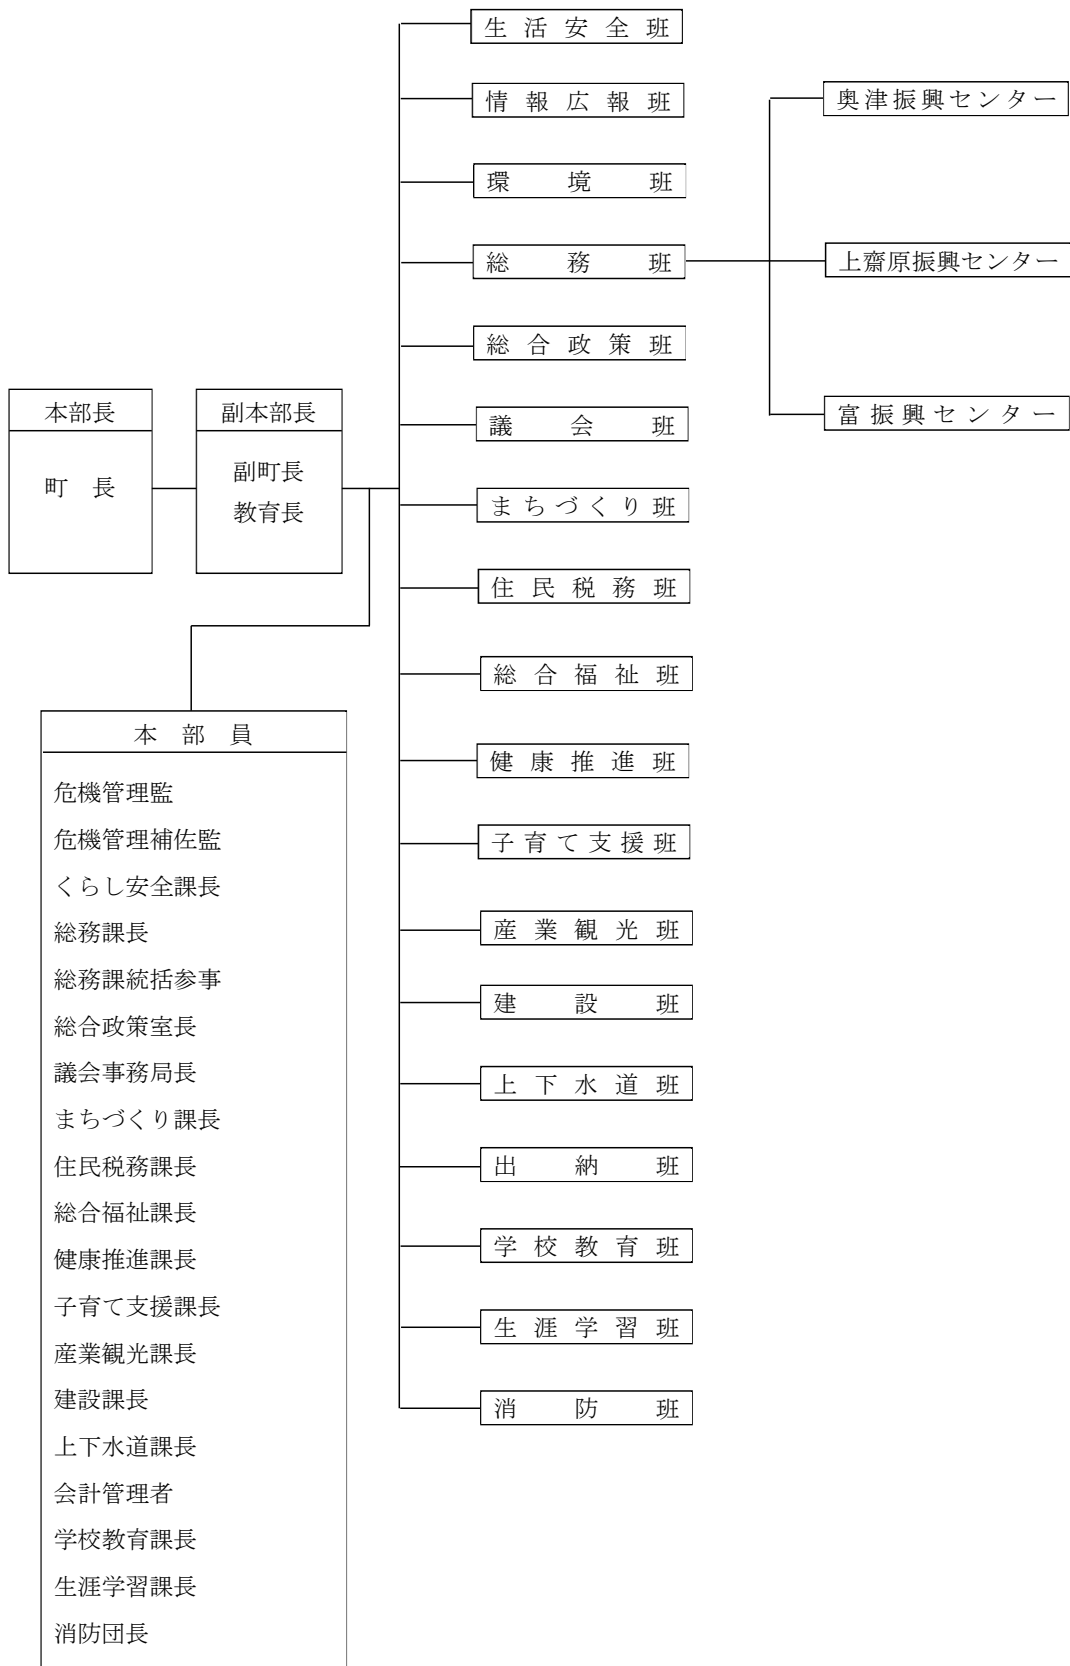 本部長
町 長
副本部長
副町長
教育長
本 部 員
危機管理監
危機管理補佐監
くらし安全課長
総務課長
総務課統括参事
総合政策室長
議会事務局長
まちづくり課長
住民税務課長
総合福祉課長
健康推進課長
子育て支援課長
産業観光課長
建設課長
上下水道課長
会計管理者
学校教育課長
生涯学習課長
消防団長
生 活 安 全 班
情 報 広 報 班
環 境 班
総 務 班
総 合 政 策 班
議 会 班
まちづくり班
住 民 税 務 班
総 合 福 祉 班
健 康 推 進 班
子育て支援班
産 業 観 光 班
建 設 班
上 下 水 道 班
出 納 班
学 校 教 育 班
生 涯 学 習 班
消 防 班
奥津振興センター
上齋原振興センター
富振興センター